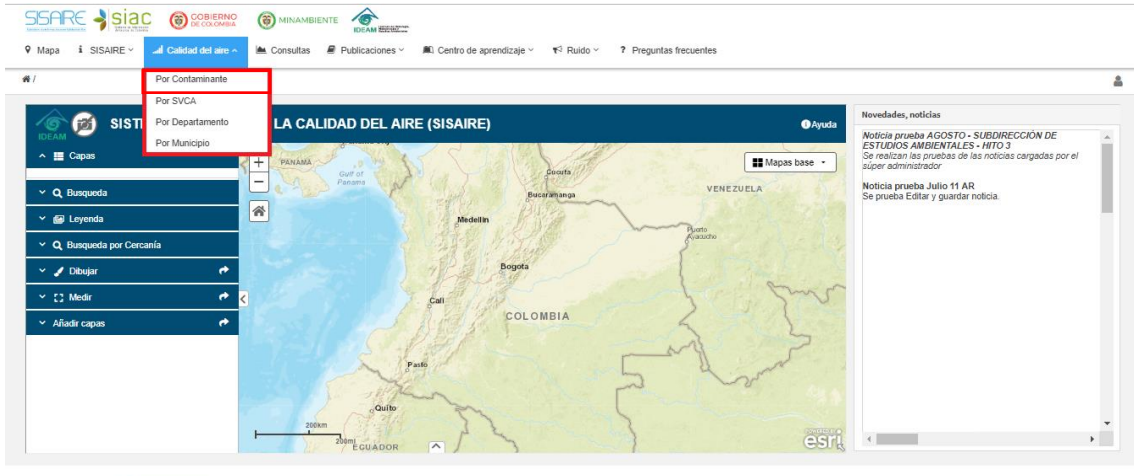 SISAIRE siac GOBIERNO DE COLOMBIA MINAMBIENTE IDEAM
Mapa SISAIRE Calidad del aire Consultas Publicaciones Centro de aprendizaje Ruido ? Preguntas frecuentes
/
Por Contaminante
Por SVCA
Por Departamento
Por Municipio
IDEAM SIST LA CALIDAD DEL AIRE (SISAIRE) Ayuda
Capas
Busqueda
Leyenda
Busqueda por Cercanía
Dibujar
Medir
Añadir capas
+
−
Mapas base
PANAMA
Gulf of
Panama
Cucuta
Bucaramanga
VENEZUELA
Medellin
Puerto
Ayacucho
Bogota
Cali
COLOMBIA
Pasto
Quito
200km
200mi
ECUADOR
esri
Novedades, noticias
Noticia prueba AGOSTO - SUBDIRECCIÓN DE
ESTUDIOS AMBIENTALES - HITO 3
Se realizan las pruebas de las noticias cargadas por el
súper administrador
Noticia prueba Julio 11 AR
Se prueba Editar y guardar noticia.